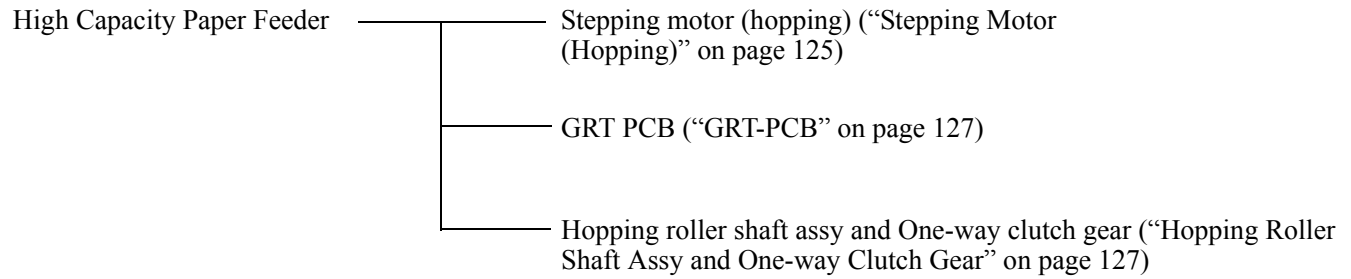 High Capacity Paper Feeder
Stepping motor (hopping) (“Stepping Motor
(Hopping)” on page 125)
GRT PCB (“GRT-PCB” on page 127)
Hopping roller shaft assy and One-way clutch gear (“Hopping Roller
Shaft Assy and One-way Clutch Gear” on page 127)